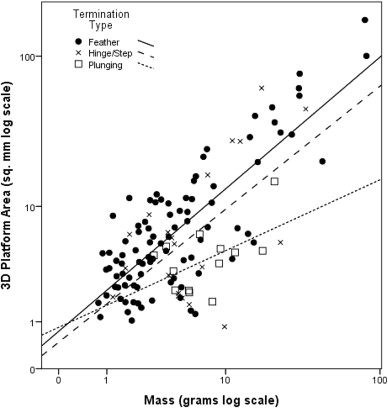 Termination
Type
Feather
Hinge/Step
Plunging
3D Platform Area (sq. mm log scale)
100
10
1
0
0
1
10
100
Mass (grams log scale)